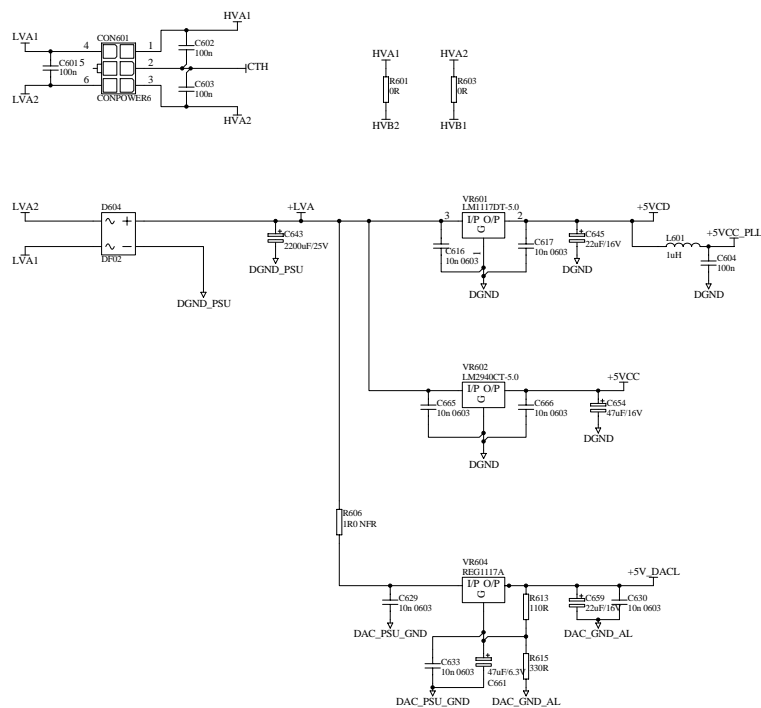 LVA1
CON601
HVA1
4
1
C602
100n
C6015
100n
2
CTH
6
3
C603
100n
LVA2
CONPOWER6
HVA2
HVA1
HVA2
R601
0R
R603
0R
HVB2
HVB1
LVA2
D604
+LVA
VR601
LM1117DT-5.0
+5VCD
3
I/P O/P
2
G
1
C643
2200uF/25V
C616
10n 0603
C617
10n 0603
C645
22uF/16V
L601
1uH
+5VCC_PLL
C604
100n
LVA1
DF02
DGND_PSU
DGND_PSU
DGND
DGND
DGND
VR602
LM2940CT-5.0
+5VCC
I/P O/P
G
C665
10n 0603
C666
10n 0603
C654
47uF/16V
DGND
DGND
R606
1R0 NFR
VR604
REG1117A
+5V_DACL
I/P O/P
G
C629
10n 0603
R613
110R
C659
22uF/16V
C630
10n 0603
DAC_PSU_GND
DAC_GND_AL
C633
10n 0603
47uF/6.3V
C661
R615
330R
DAC_PSU_GND
DAC_GND_AL